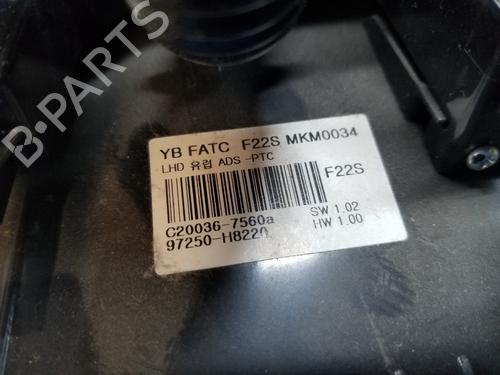 YB FATC F22S MKM0034
LHD 유럽 ADS -PTC
F22S
C20036-7560a
SW 1.02
97250-H8220
HW 1.00
B-PARTS